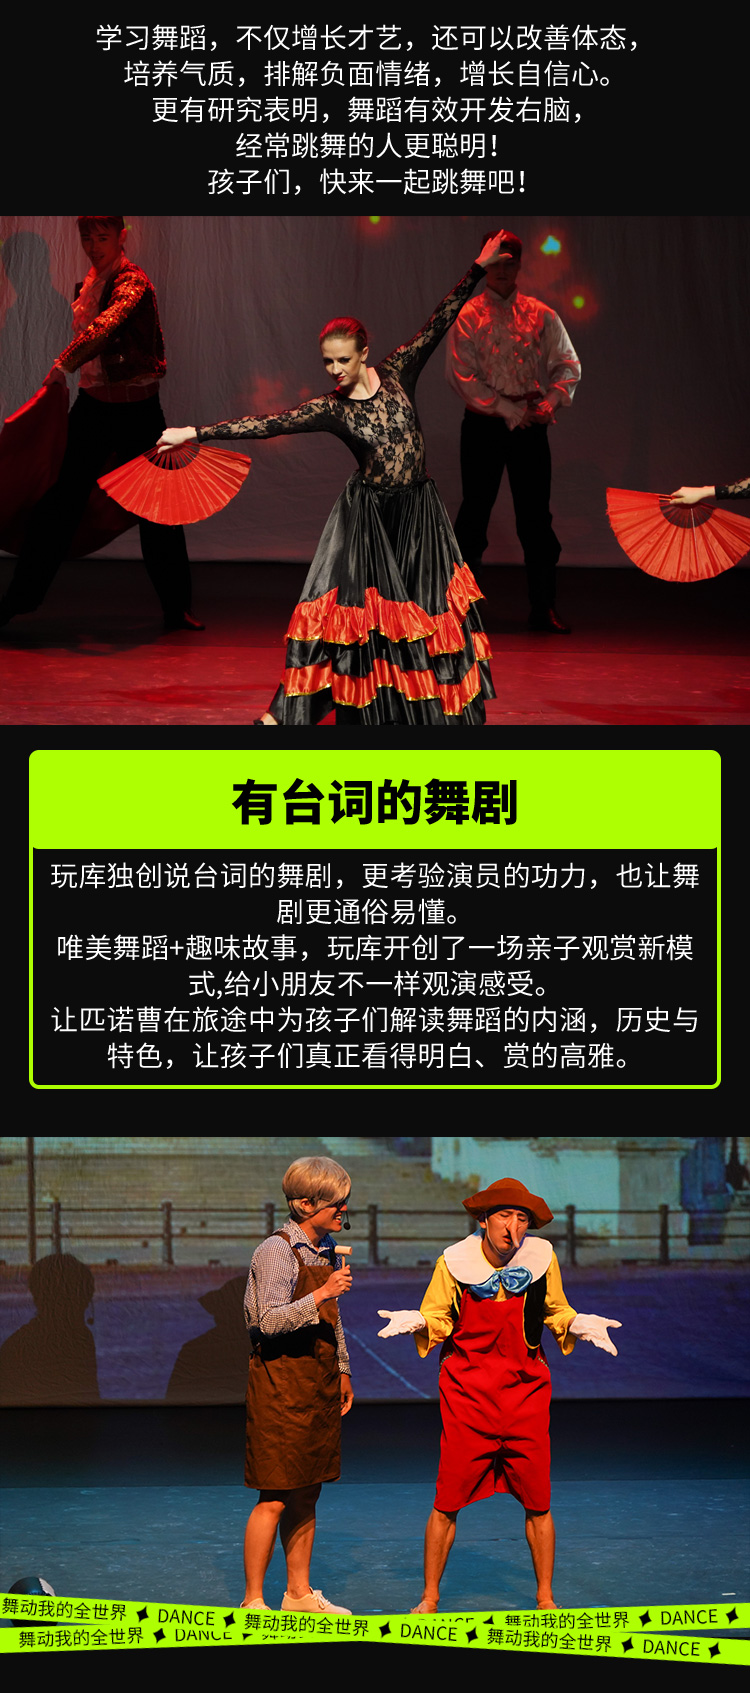 学习舞蹈，不仅增长才艺，还可以改善体态，
培养气质，排解负面情绪，增长自信心。
更有研究表明，舞蹈有效开发右脑，
经常跳舞的人更聪明！
孩子们，快来一起跳舞吧！
有台词的舞剧
玩库独创说台词的舞剧，更考验演员的功力，也让舞
剧更通俗易懂。
唯美舞蹈+趣味故事，玩库开创了一场亲子观赏新模
式,给小朋友不一样观演感受。
让匹诺曹在旅途中为孩子们解读舞蹈的内涵，历史与
特色，让孩子们真正看得明白、赏的高雅。
舞动我的全世界 DANCE 舞动我的全世界 DANCE 舞动我的全世界 DANCE
舞动我的全世界 DANCE 舞动 DANCE 舞动我的全世界 DANCE